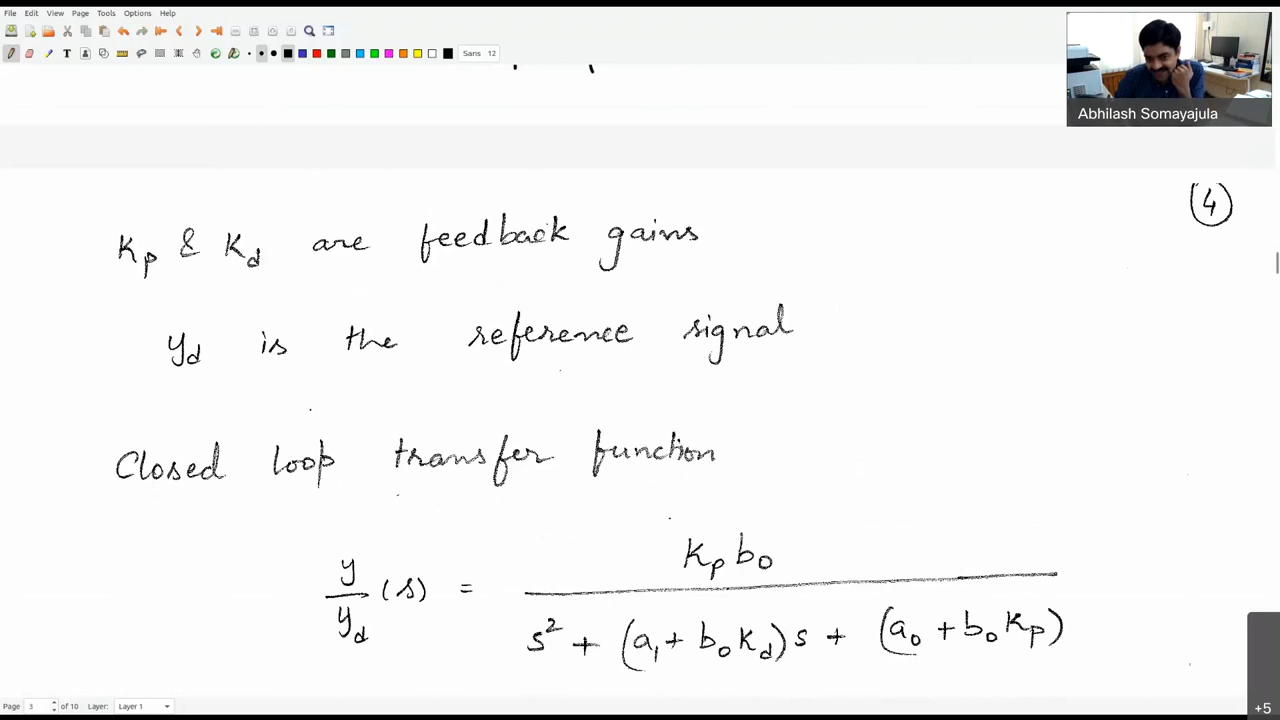 File Edit View Page Tools Options Help
Sans 12
Abhilash Somayajula
4
Kp & Kd are feedback gains
yd is the reference signal
Closed loop transfer function
y/yd (s) = Kp b0 / s² + (a1 + b0 Kd)s + (a0 + b0 Kp)
Page 3 of 10 Layer: Layer 1
+5